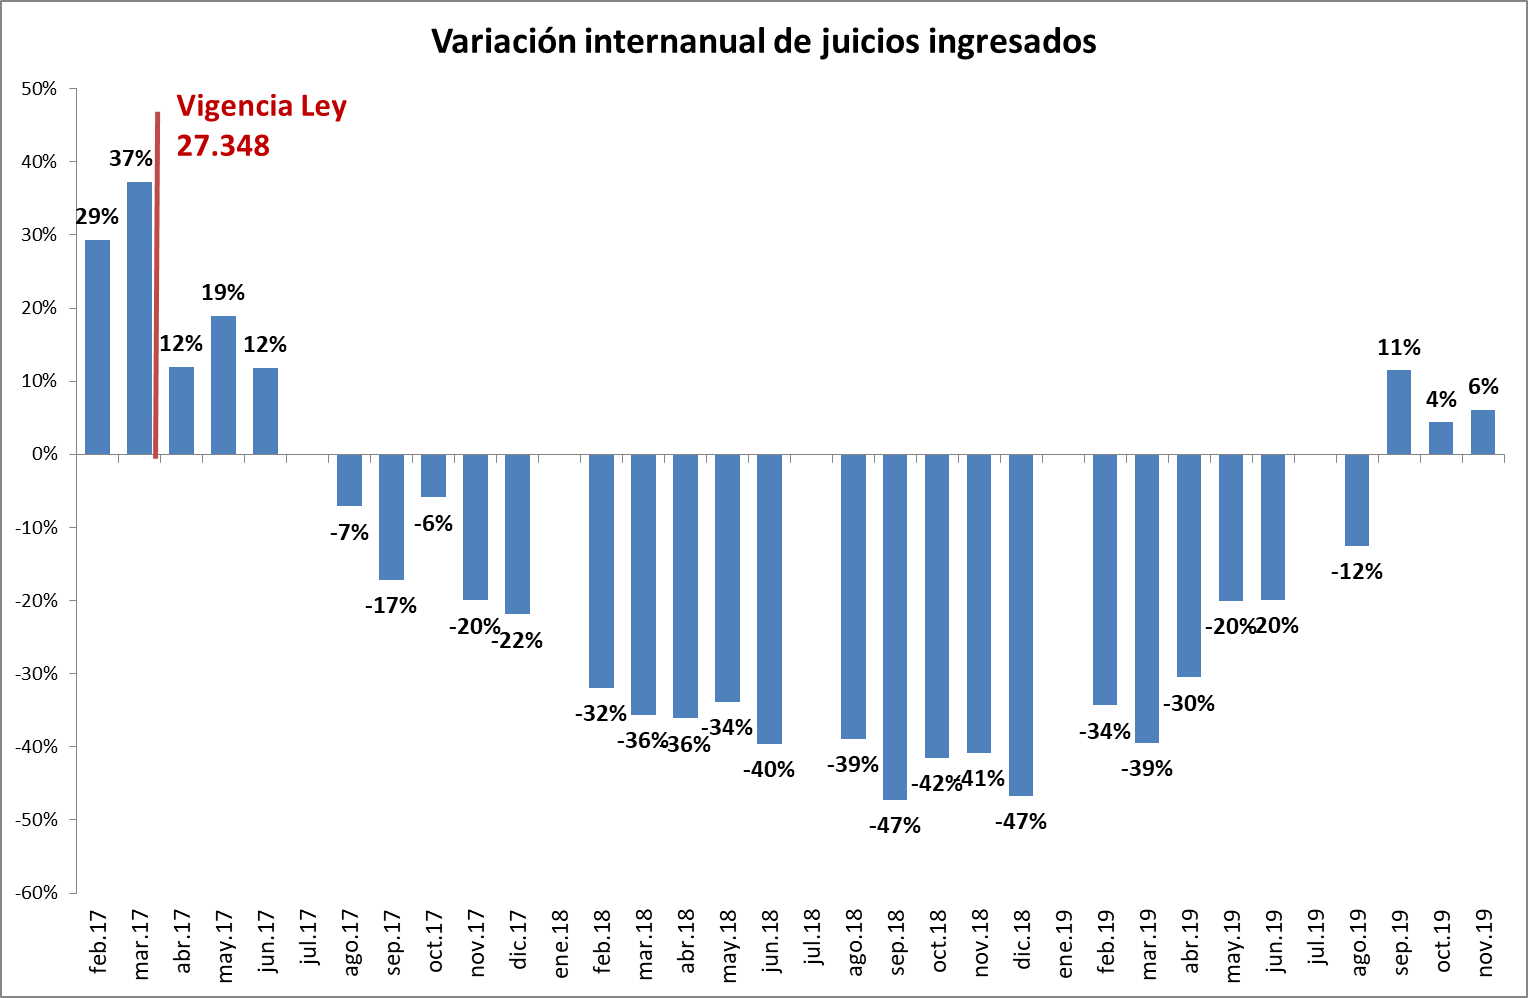 Variación internanual de juicios ingresados
Vigencia Ley
27.348
50%
40%
30%
20%
10%
0%
-10%
-20%
-30%
-40%
-50%
-60%
29%
37%
12%
19%
12%
-7%
-17%
-6%
-20%
-22%
-32%
-36%
-36%
-34%
-40%
-39%
-47%
-42%
-41%
-47%
-34%
-39%
-30%
-20%
-20%
-12%
11%
4%
6%
feb.17
mar.17
abr.17
may.17
jun.17
jul.17
ago.17
sep.17
oct.17
nov.17
dic.17
ene.18
feb.18
mar.18
abr.18
may.18
jun.18
jul.18
ago.18
sep.18
oct.18
nov.18
dic.18
ene.19
feb.19
mar.19
abr.19
may.19
jun.19
jul.19
ago.19
sep.19
oct.19
nov.19